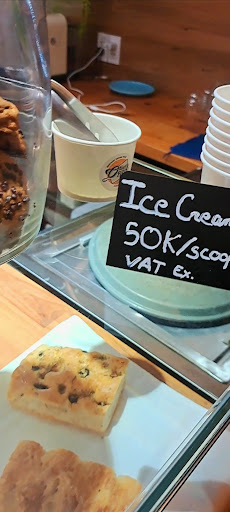 Ice Cream
50K/scoop
VAT Ex.